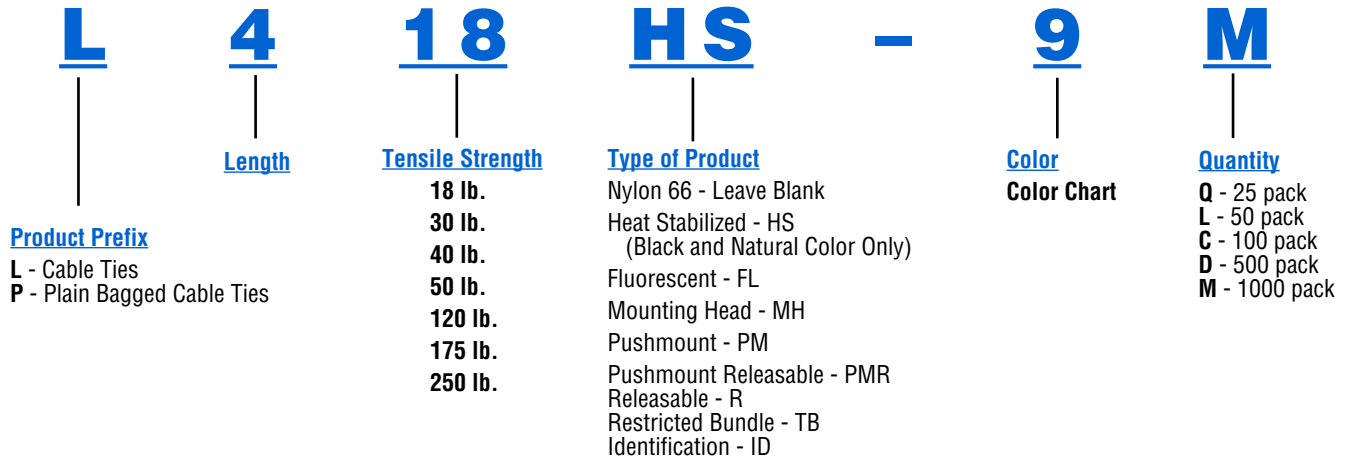 L 4 18 HS - 9 M
Product Prefix
L - Cable Ties
P - Plain Bagged Cable Ties
Length
Tensile Strength
18 lb.
30 lb.
40 lb.
50 lb.
120 lb.
175 lb.
250 lb.
Type of Product
Nylon 66 - Leave Blank
Heat Stabilized - HS
(Black and Natural Color Only)
Fluorescent - FL
Mounting Head - MH
Pushmount - PM
Pushmount Releasable - PMR
Releasable - R
Restricted Bundle - TB
Identification - ID
Color
Color Chart
Quantity
Q - 25 pack
L - 50 pack
C - 100 pack
D - 500 pack
M - 1000 pack